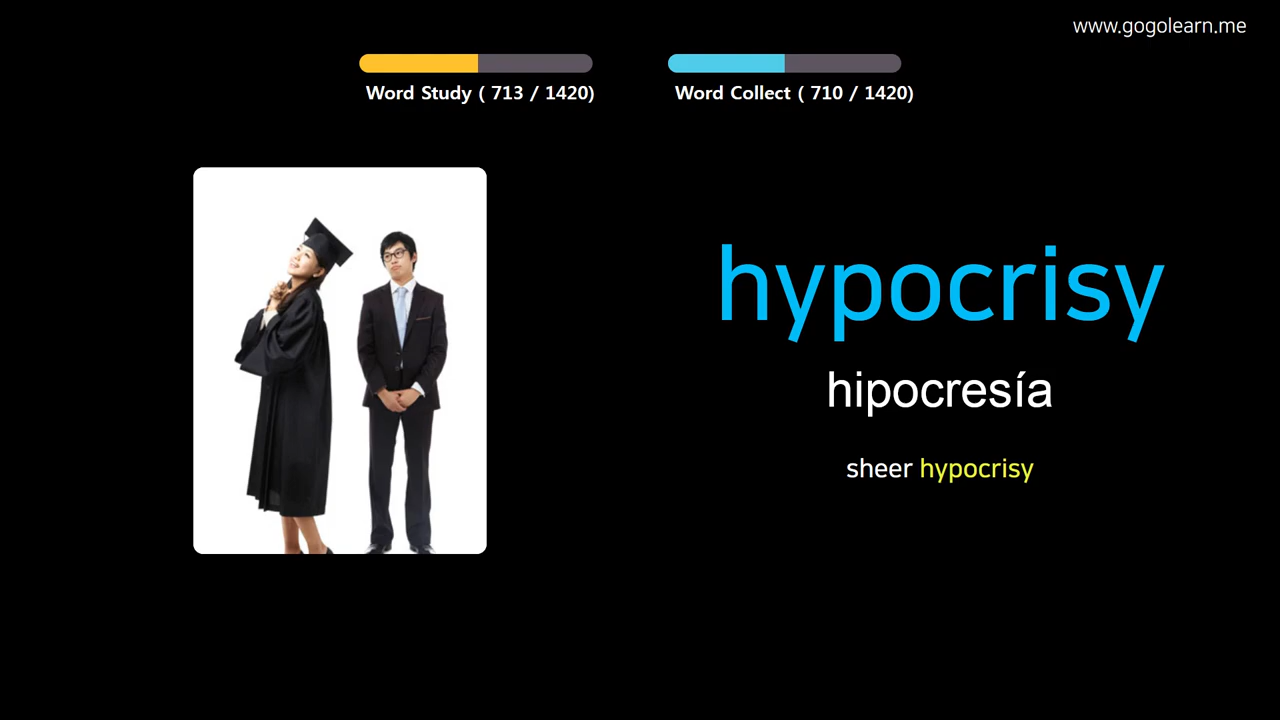 www.gogolearn.me
Word Study ( 713 / 1420)
Word Collect ( 710 / 1420)
hypocrisy
hipocresía
sheer hypocrisy